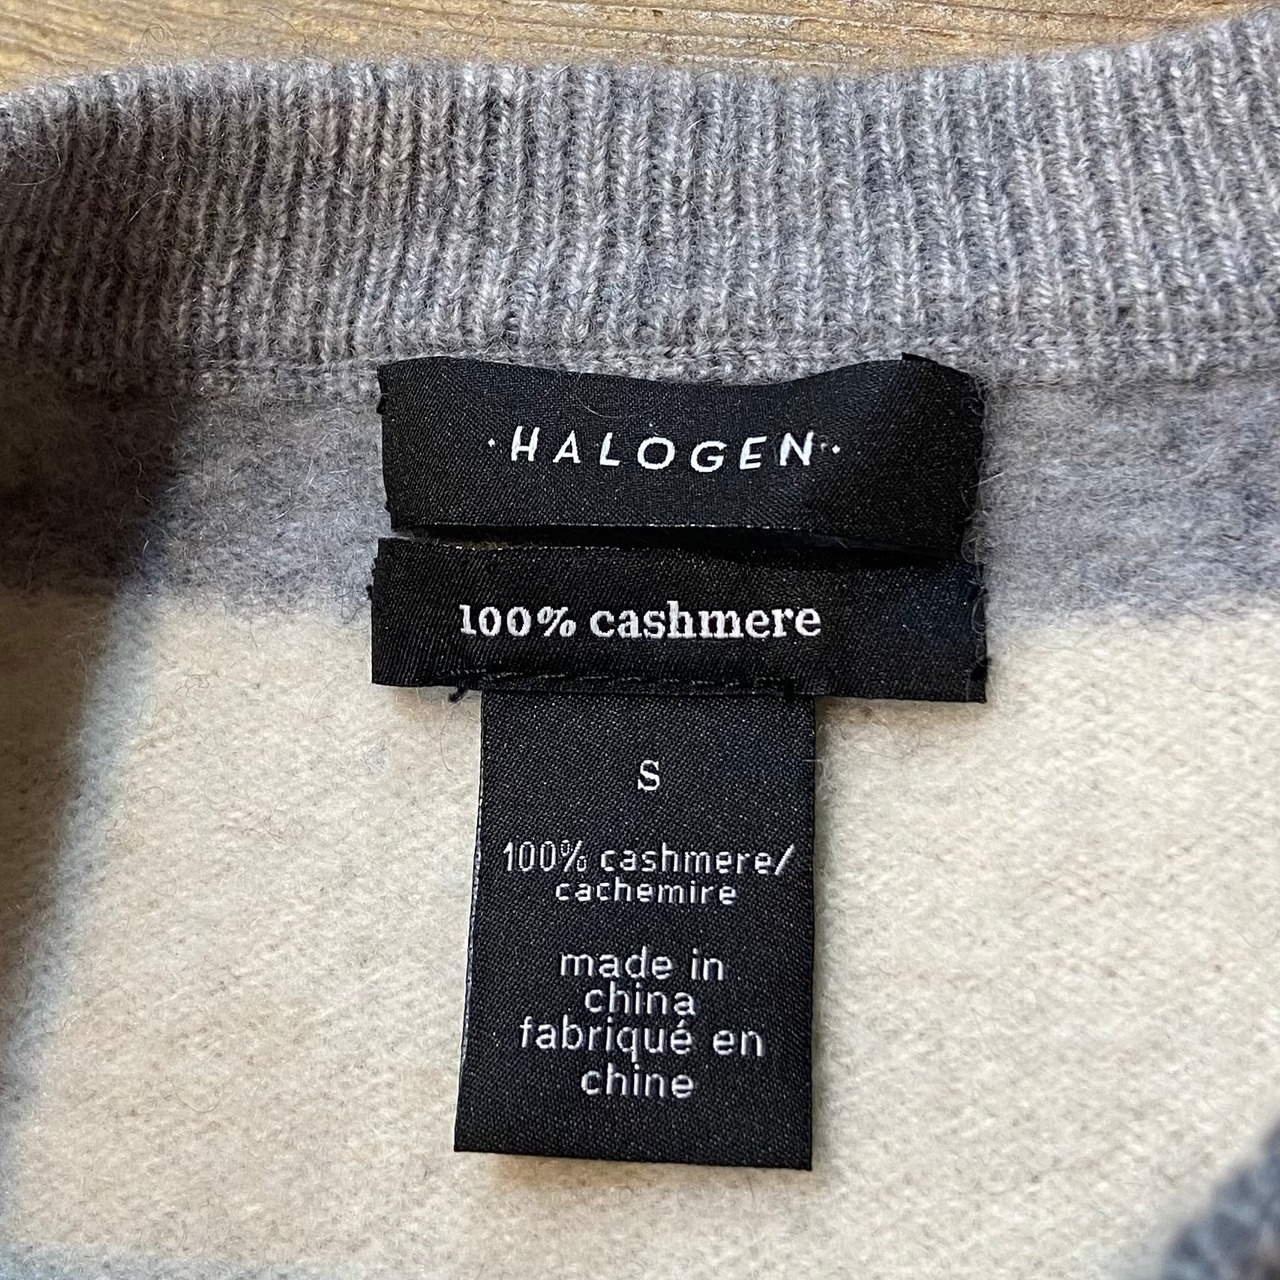 ·HALOGEN·
100% cashmere
S
100% cashmere/
cachemire
made in
china
fabriqué en
chine